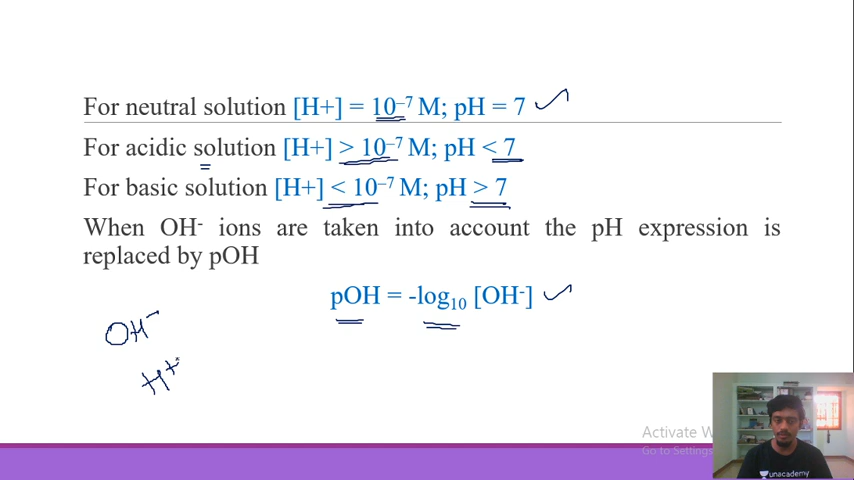 For neutral solution [H+] = 10⁻⁷ M; pH = 7
For acidic solution [H+] > 10⁻⁷ M; pH < 7
For basic solution [H+] < 10⁻⁷ M; pH > 7
When OH⁻ ions are taken into account the pH expression is
replaced by pOH
pOH = -log₁₀ [OH⁻]
OH⁻
H⁺
Activate W
Go to Settings
unacademy